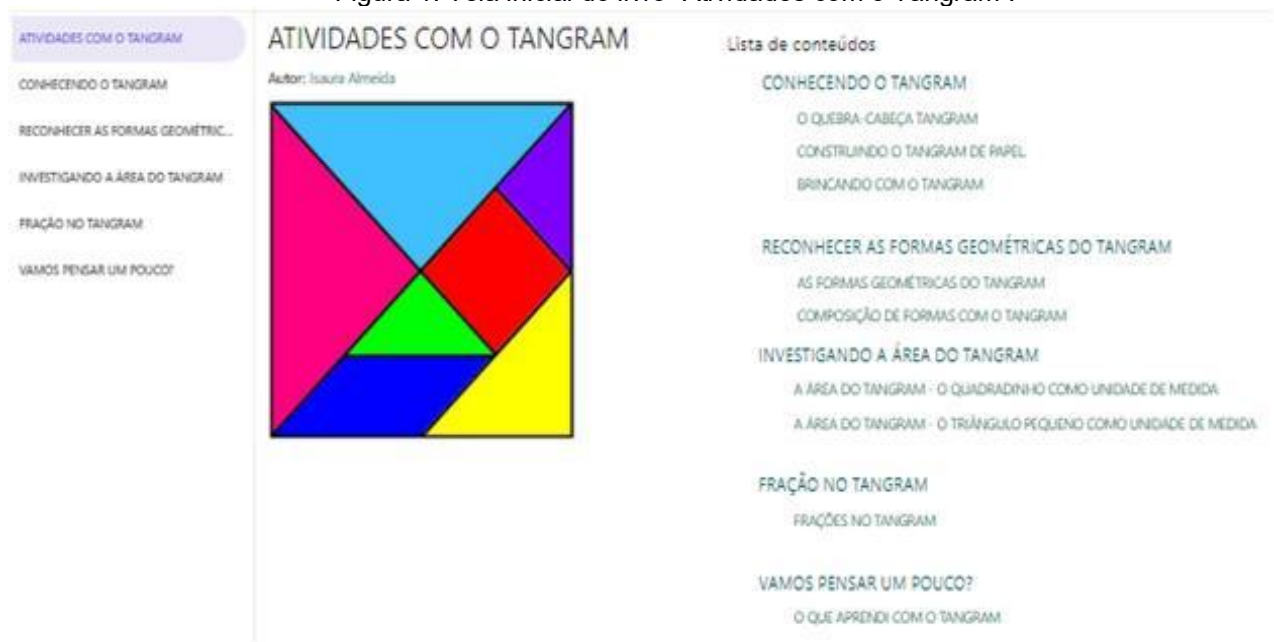 ATIVIDADES COM O TANGRAM
CONHECENDO O TANGRAM
RECONHECER AS FORMAS GEOMÉTRIC...
INVESTIGANDO A ÁREA DO TANGRAM
FRAÇÃO NO TANGRAM
VAMOS PENSAR UM POUCO?
ATIVIDADES COM O TANGRAM
Autor: Isaura Almeida
Lista de conteúdos
CONHECENDO O TANGRAM
O QUEBRA-CABEÇA TANGRAM
CONSTRUINDO O TANGRAM DE PAPEL
BRINCANDO COM O TANGRAM
RECONHECER AS FORMAS GEOMÉTRICAS DO TANGRAM
AS FORMAS GEOMÉTRICAS DO TANGRAM
COMPOSIÇÃO DE FORMAS COM O TANGRAM
INVESTIGANDO A ÁREA DO TANGRAM
A ÁREA DO TANGRAM - O QUADRADINHO COMO UNIDADE DE MEDIDA
A ÁREA DO TANGRAM - O TRIÂNGULO PEQUENO COMO UNIDADE DE MEDIDA
FRAÇÃO NO TANGRAM
FRAÇÕES NO TANGRAM
VAMOS PENSAR UM POUCO?
O QUE APRENDI COM O TANGRAM